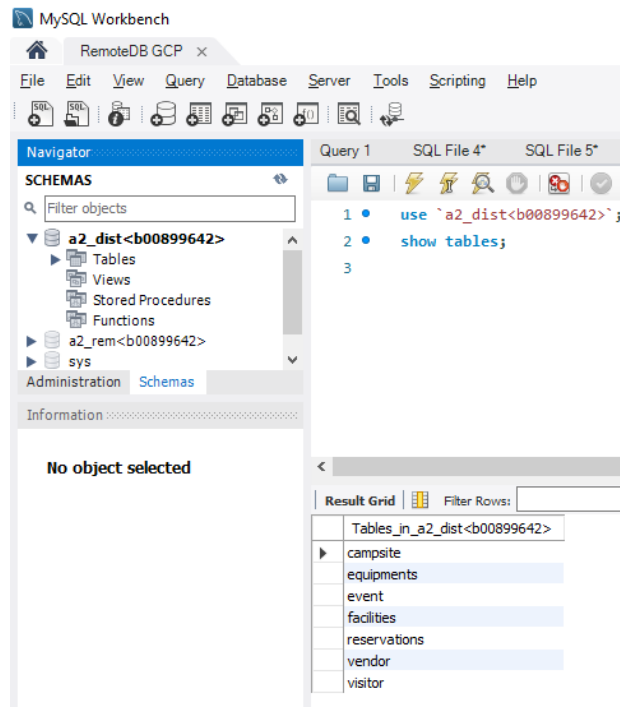 MySQL Workbench
RemoteDB GCP ×
File Edit View Query Database Server Tools Scripting Help
Navigator
SCHEMAS
Filter objects
a2_dist<b00899642>
Tables
Views
Stored Procedures
Functions
a2_rem<b00899642>
sys
Administration Schemas
Information
No object selected
Query 1 SQL File 4* SQL File 5*
1 use `a2_dist<b00899642>`;
2 show tables;
3
Result Grid Filter Rows:
Tables_in_a2_dist<b00899642>
campsite
equipments
event
facilities
reservations
vendor
visitor